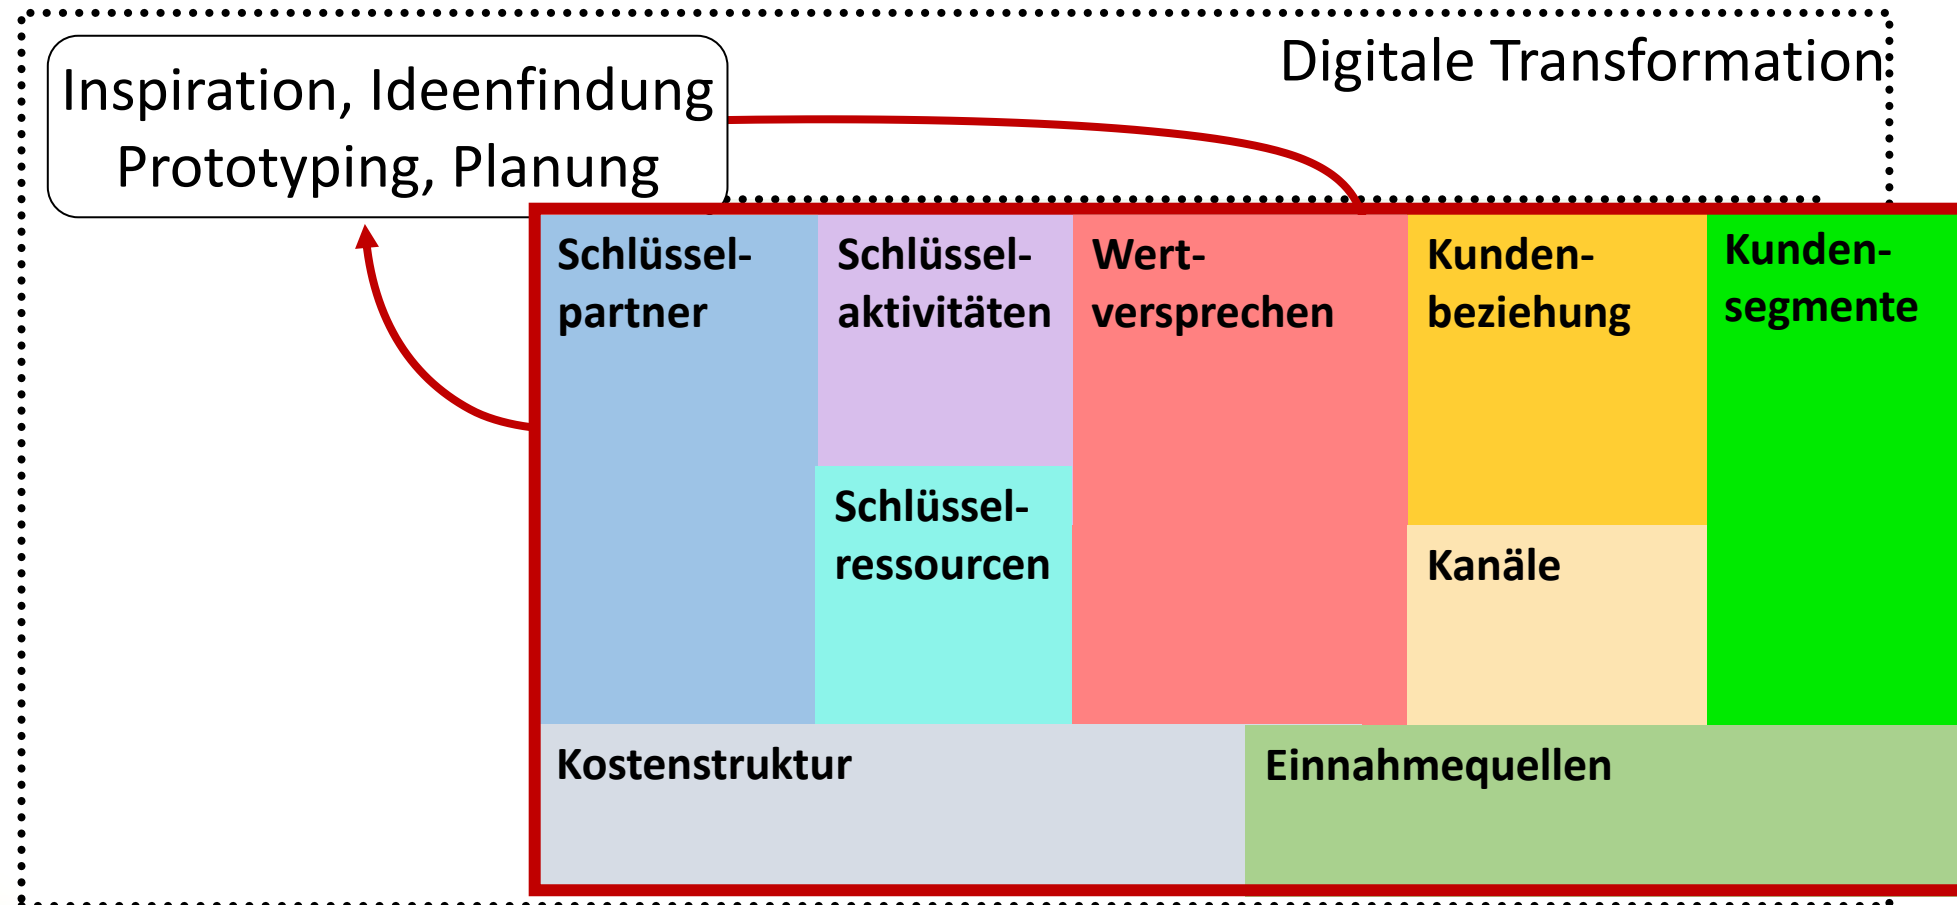 Digitale Transformation
Inspiration, Ideenfindung
Prototyping, Planung
Schlüssel-
partner
Schlüssel-
aktivitäten
Schlüssel-
ressourcen
Wert-
versprechen
Kunden-
beziehung
Kanäle
Kunden-
segmente
Kostenstruktur
Einnahmequellen